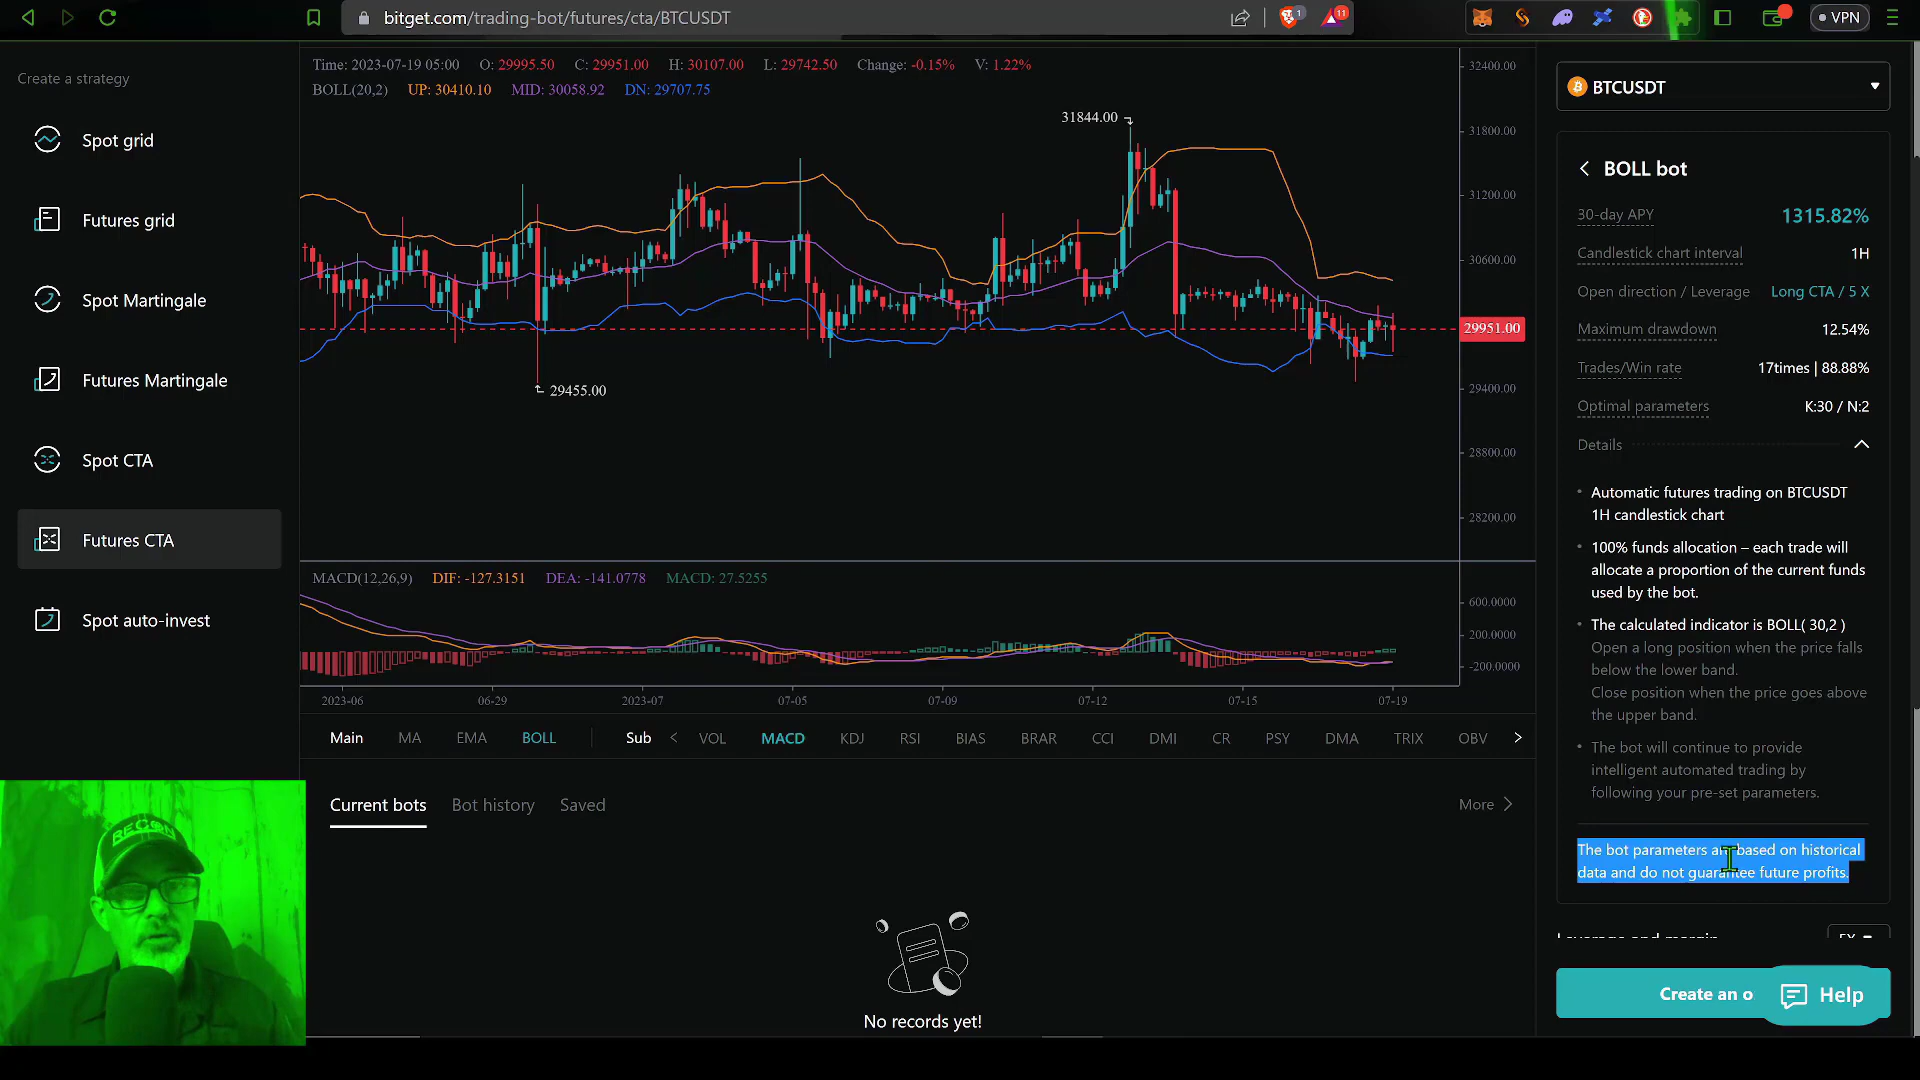 bitget.com/trading-bot/futures/cta/BTCUSDT
1
11
VPN
Create a strategy
Spot grid
Futures grid
Spot Martingale
Futures Martingale
Spot CTA
Futures CTA
Spot auto-invest
Time: 2023-07-19 05:00 O: 29995.50 C: 29951.00 H: 30107.00 L: 29742.50 Change: -0.15% V: 1.22%
BOLL(20,2) UP: 30410.10 MID: 30058.92 DN: 29707.75
31844.00
29455.00
32400.00
31800.00
31200.00
30600.00
29951.00
29400.00
28800.00
28200.00
MACD(12,26,9) DIF: -127.3151 DEA: -141.0778 MACD: 27.5255
600.0000
200.0000
-200.0000
2023-06 06-29 2023-07 07-05 07-09 07-12 07-15 07-19
Main MA EMA BOLL Sub VOL MACD KDJ RSI BIAS BRAR CCI DMI CR PSY DMA TRIX OBV
Current bots Bot history Saved More
No records yet!
BECON
BTCUSDT
BOLL bot
30-day APY 1315.82%
Candlestick chart interval 1H
Open direction / Leverage Long CTA / 5 X
Maximum drawdown 12.54%
Trades/Win rate 17times | 88.88%
Optimal parameters K:30 / N:2
Details
• Automatic futures trading on BTCUSDT
1H candlestick chart
• 100% funds allocation – each trade will
allocate a proportion of the current funds
used by the bot.
• The calculated indicator is BOLL( 30,2 )
Open a long position when the price falls
below the lower band.
Close position when the price goes above
the upper band.
• The bot will continue to provide
intelligent automated trading by
following your pre-set parameters.
The bot parameters are based on historical
data and do not guarantee future profits.
Leverage and margin 5X
Create an o
Help